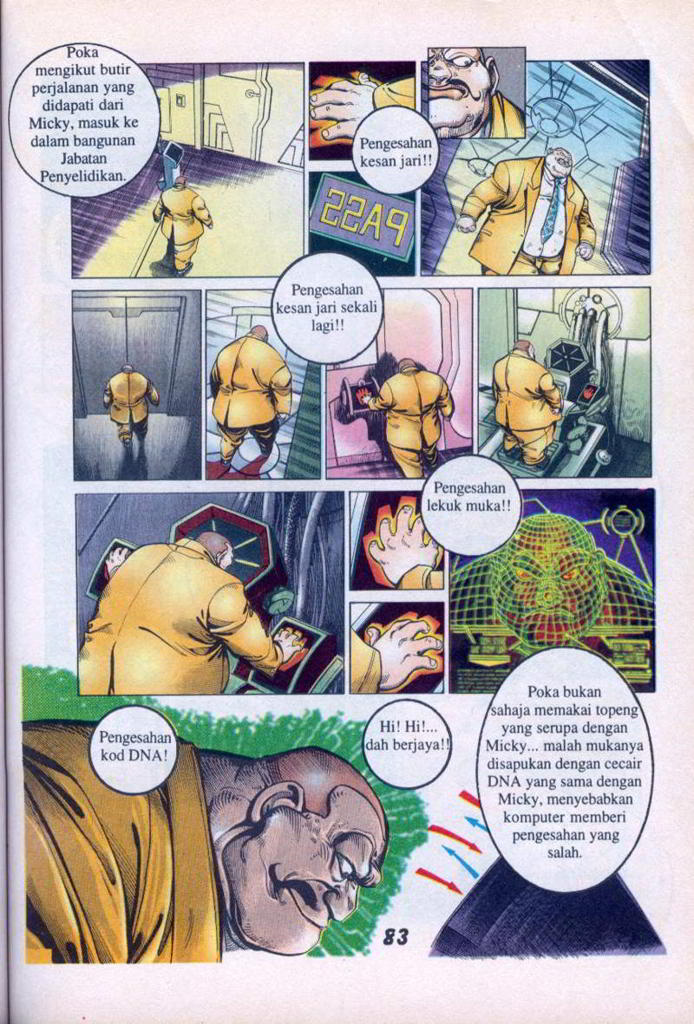 Poka
mengikut butir
perjalanan yang
didapati dari
Micky, masuk ke
dalam bangunan
Jabatan
Penyelidikan.
Pengesahan
kesan jari!!
PASS
Pengesahan
kesan jari sekali
lagi!!
Pengesahan
lekuk muka!!
Pengesahan
kod DNA!
Hi! Hi!...
dah berjaya!!
Poka bukan
sahaja memakai topeng
yang serupa dengan
Micky... malah mukanya
disapukan dengan cecair
DNA yang sama dengan
Micky, menyebabkan
komputer memberi
pengesahan yang
salah.
83